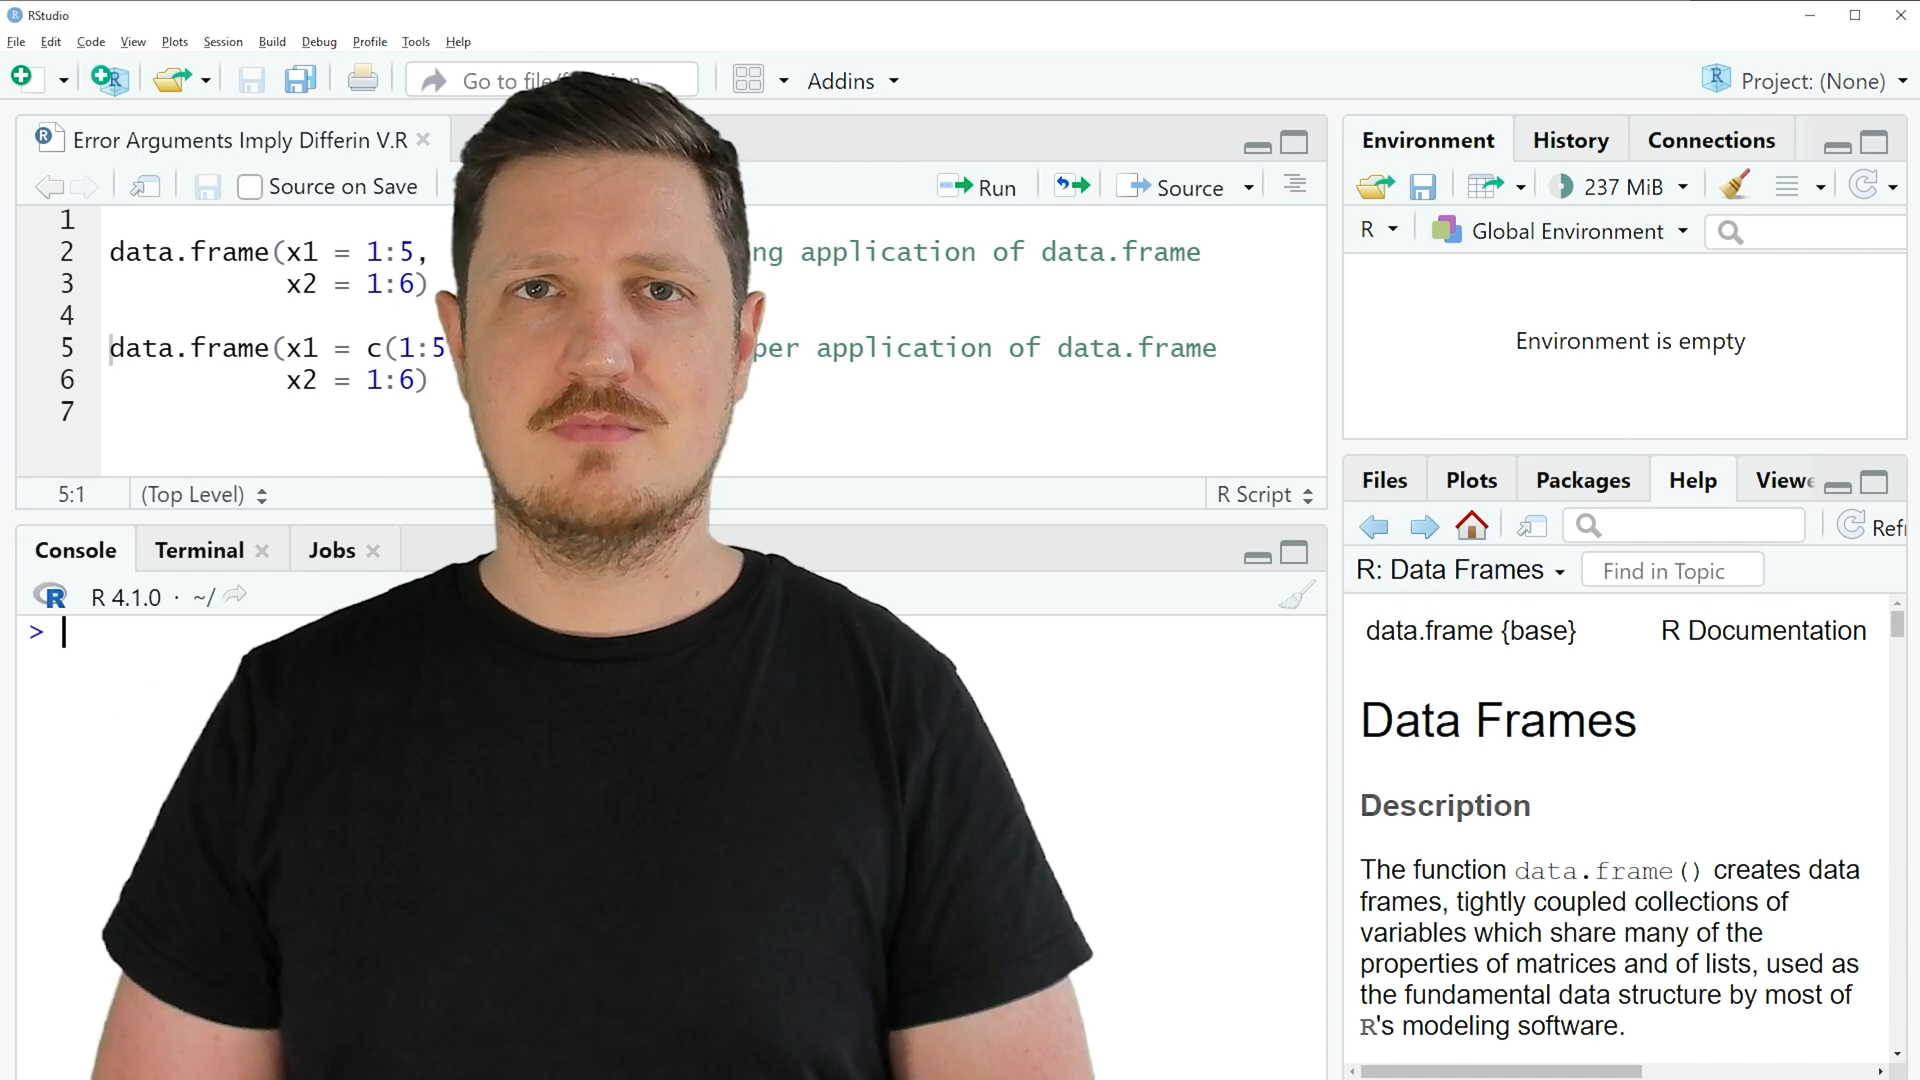 RStudio
File Edit Code View Plots Session Build Debug Profile Tools Help
Go to file/function
Addins
Project: (None)
Error Arguments Imply Differin V.R
Source on Save
Run
Source
1
2 data.frame(x1 = 1:5, application of data.frame
3 x2 = 1:6)
4
5 data.frame(x1 = c(1:5 application of data.frame
6 x2 = 1:6)
7
5:1 (Top Level) R Script
Console Terminal Jobs
R 4.1.0 · ~/
>
Environment History Connections
237 MiB
R Global Environment
Environment is empty
Files Plots Packages Help
R: Data Frames Find in Topic
data.frame {base} R Documentation
Data Frames
Description
The function data.frame() creates data
frames, tightly coupled collections of
variables which share many of the
properties of matrices and of lists, used as
the fundamental data structure by most of
R's modeling software.